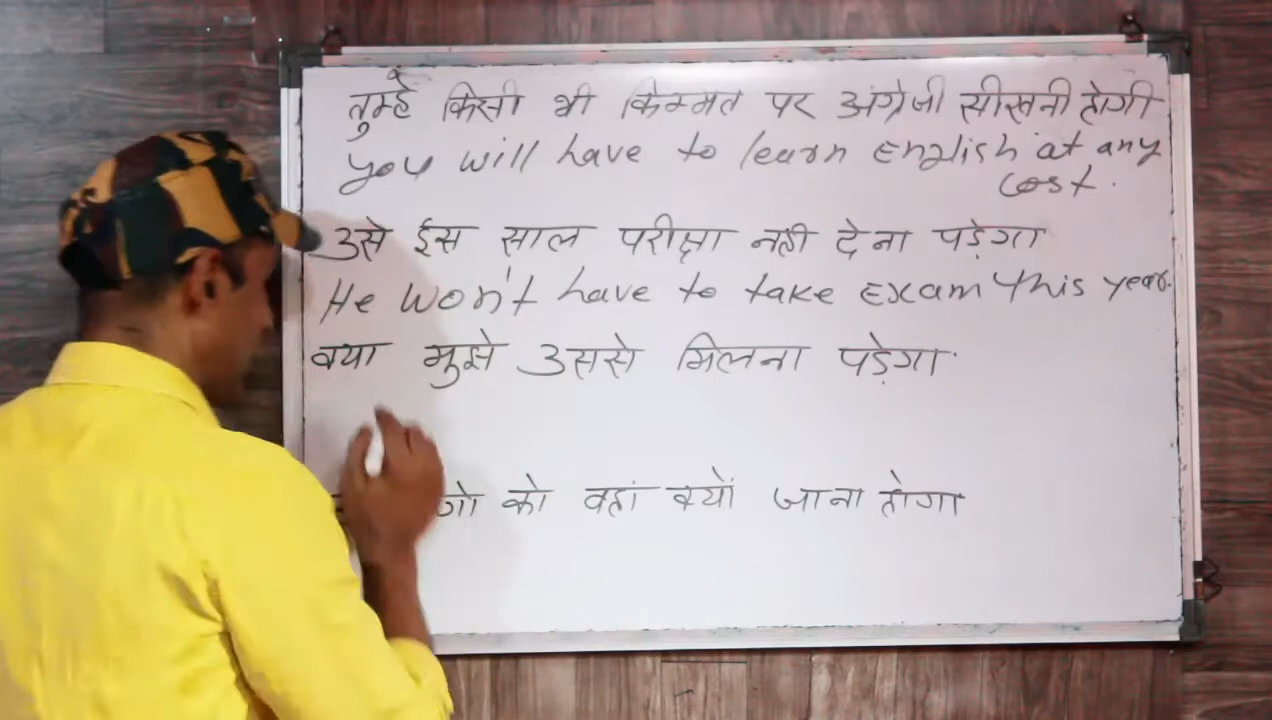 तुम्हें किसी भी किम्मत पर अंग्रेजी सीखनी होगी
you will have to learn English at any
cost.
उसे ईस साल परीक्षा नही देना पड़ेगा
He won't have to take Exam this year.
क्या मुझे उससे मिलना पड़ेगा
को वहां क्यों जाना होगा